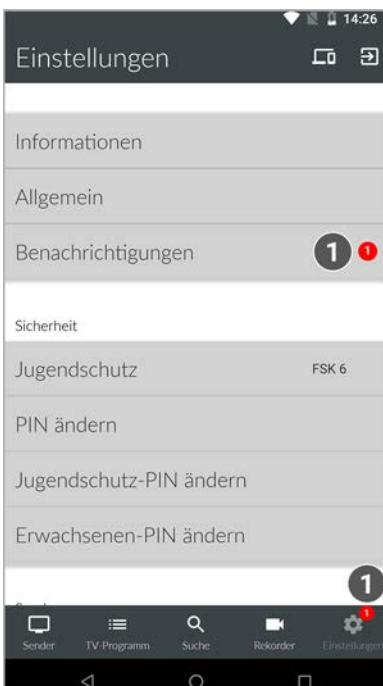 14:26
Einstellungen
Informationen
Allgemein
Benachrichtigungen 1 1
Sicherheit
Jugendschutz FSK 6
PIN ändern
Jugendschutz-PIN ändern
Erwachsenen-PIN ändern
1
1
Sender TV-Programm Suche Rekorder Einstellungen